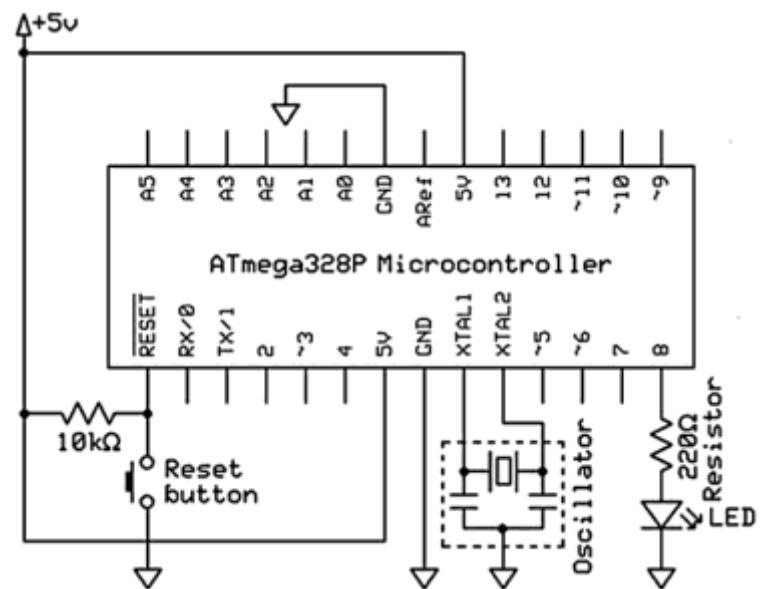 +5v
A5 A4 A3 A2 A1 A0 GND ARef 5V 13 12 ~11 ~10 ~9
ATmega328P Microcontroller
RESET RX/0 TX/1 2 ~3 4 5V GND XTAL1 XTAL2 ~5 ~6 7 8
10kΩ
Reset
button
Oscillator
220Ω
Resistor
LED